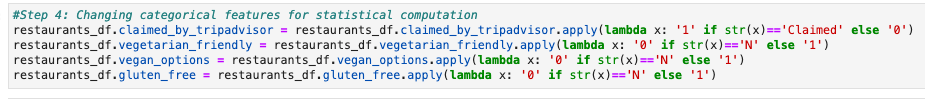 #Step 4: Changing categorical features for statistical computation
restaurants_df.claimed_by_tripadvisor = restaurants_df.claimed_by_tripadvisor.apply(lambda x: '1' if str(x)=='Claimed' else '0')
restaurants_df.vegetarian_friendly = restaurants_df.vegetarian_friendly.apply(lambda x: '0' if str(x)=='N' else '1')
restaurants_df.vegan_options = restaurants_df.vegan_options.apply(lambda x: '0' if str(x)=='N' else '1')
restaurants_df.gluten_free = restaurants_df.gluten_free.apply(lambda x: '0' if str(x)=='N' else '1')